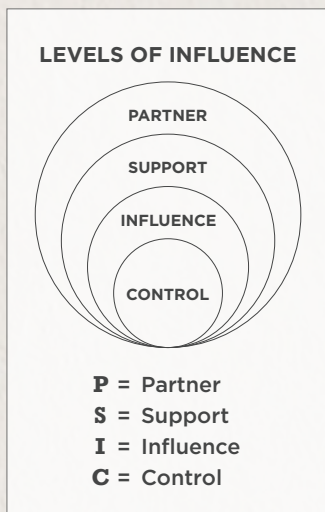 LEVELS OF INFLUENCE
PARTNER
SUPPORT
INFLUENCE
CONTROL
P = Partner
S = Support
I = Influence
C = Control